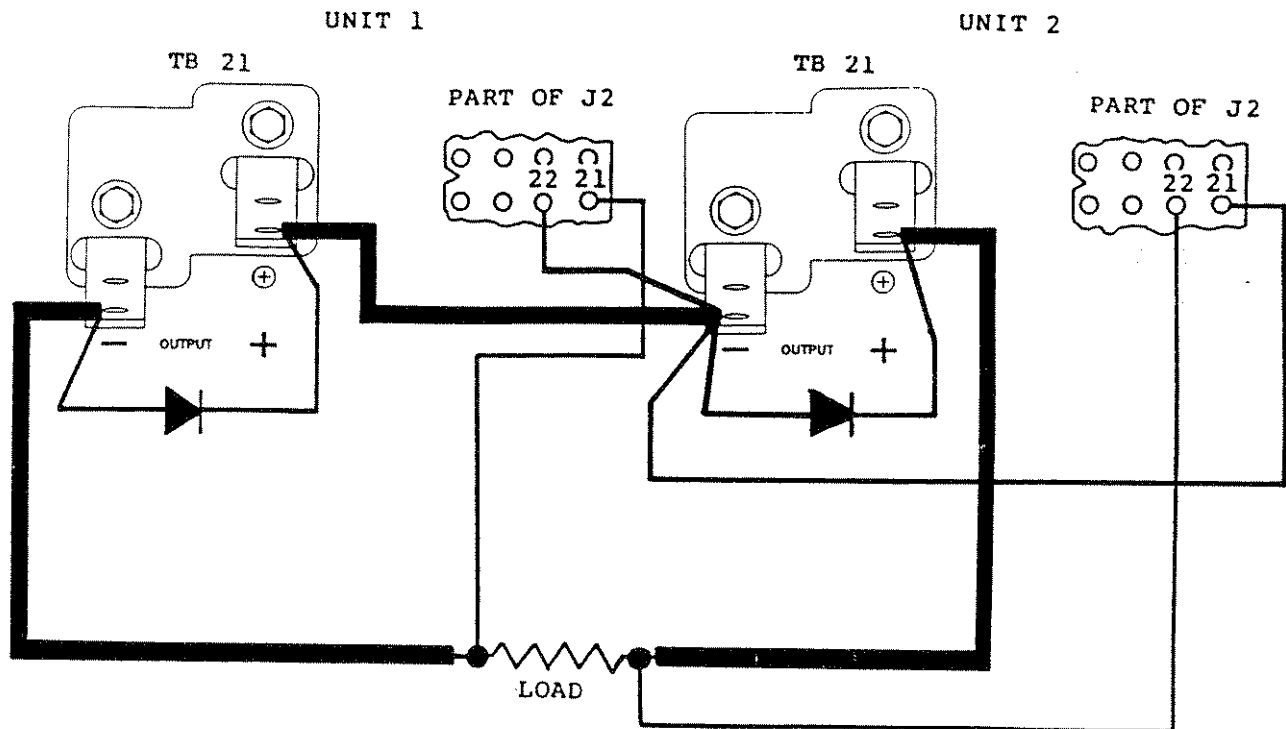 UNIT 1
UNIT 2
TB 21
PART OF J2
TB 21
PART OF J2
22 21
22 21
− OUTPUT +
− OUTPUT +
LOAD